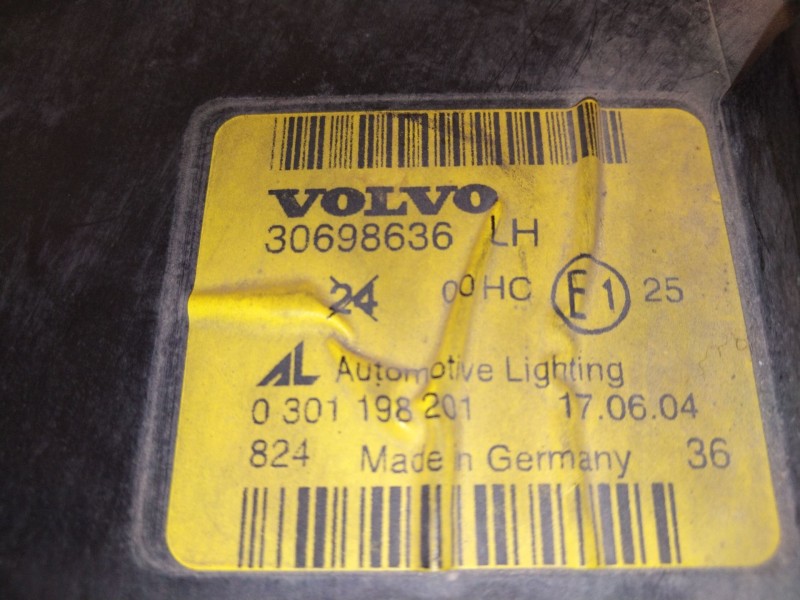 VOLVO
30698636 LH
24 00 HC E1 25
AL Automotive Lighting
0 301 198 201 17.06.04
824 Made in Germany 36